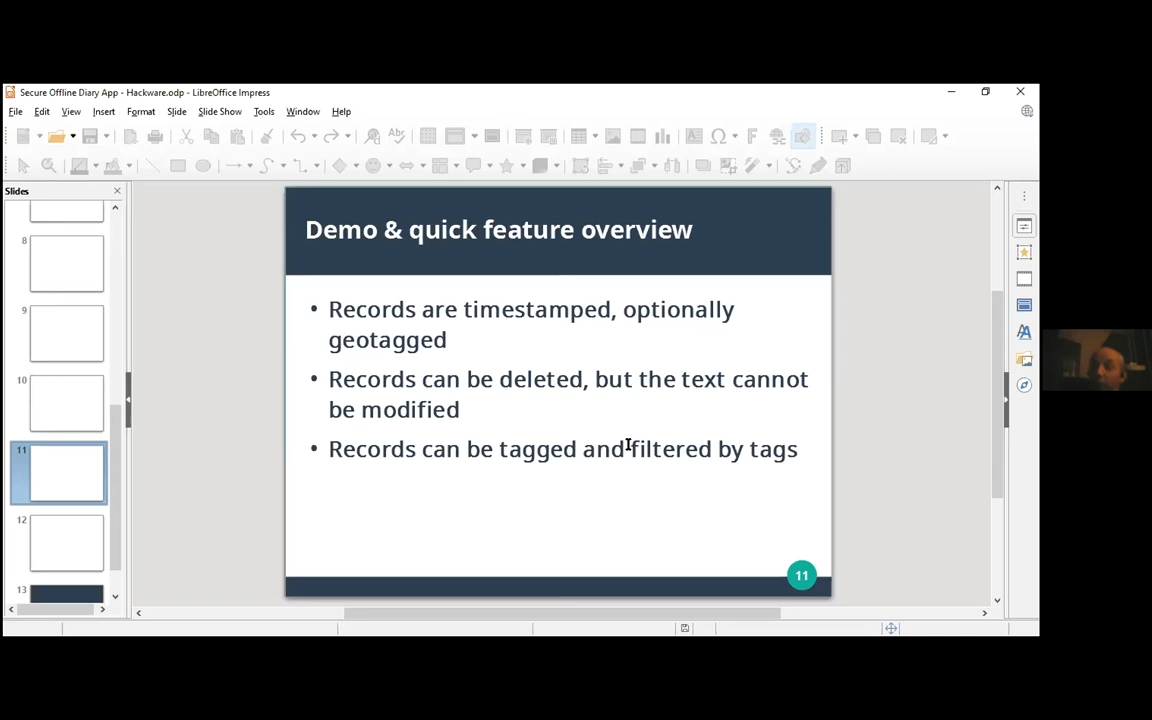 Secure Offline Diary App - Hackware.odp - LibreOffice Impress
File Edit View Insert Format Slide Slide Show Tools Window Help
Slides
8
9
10
11
12
13
Demo & quick feature overview
• Records are timestamped, optionally
geotagged
• Records can be deleted, but the text cannot
be modified
• Records can be tagged and filtered by tags
11